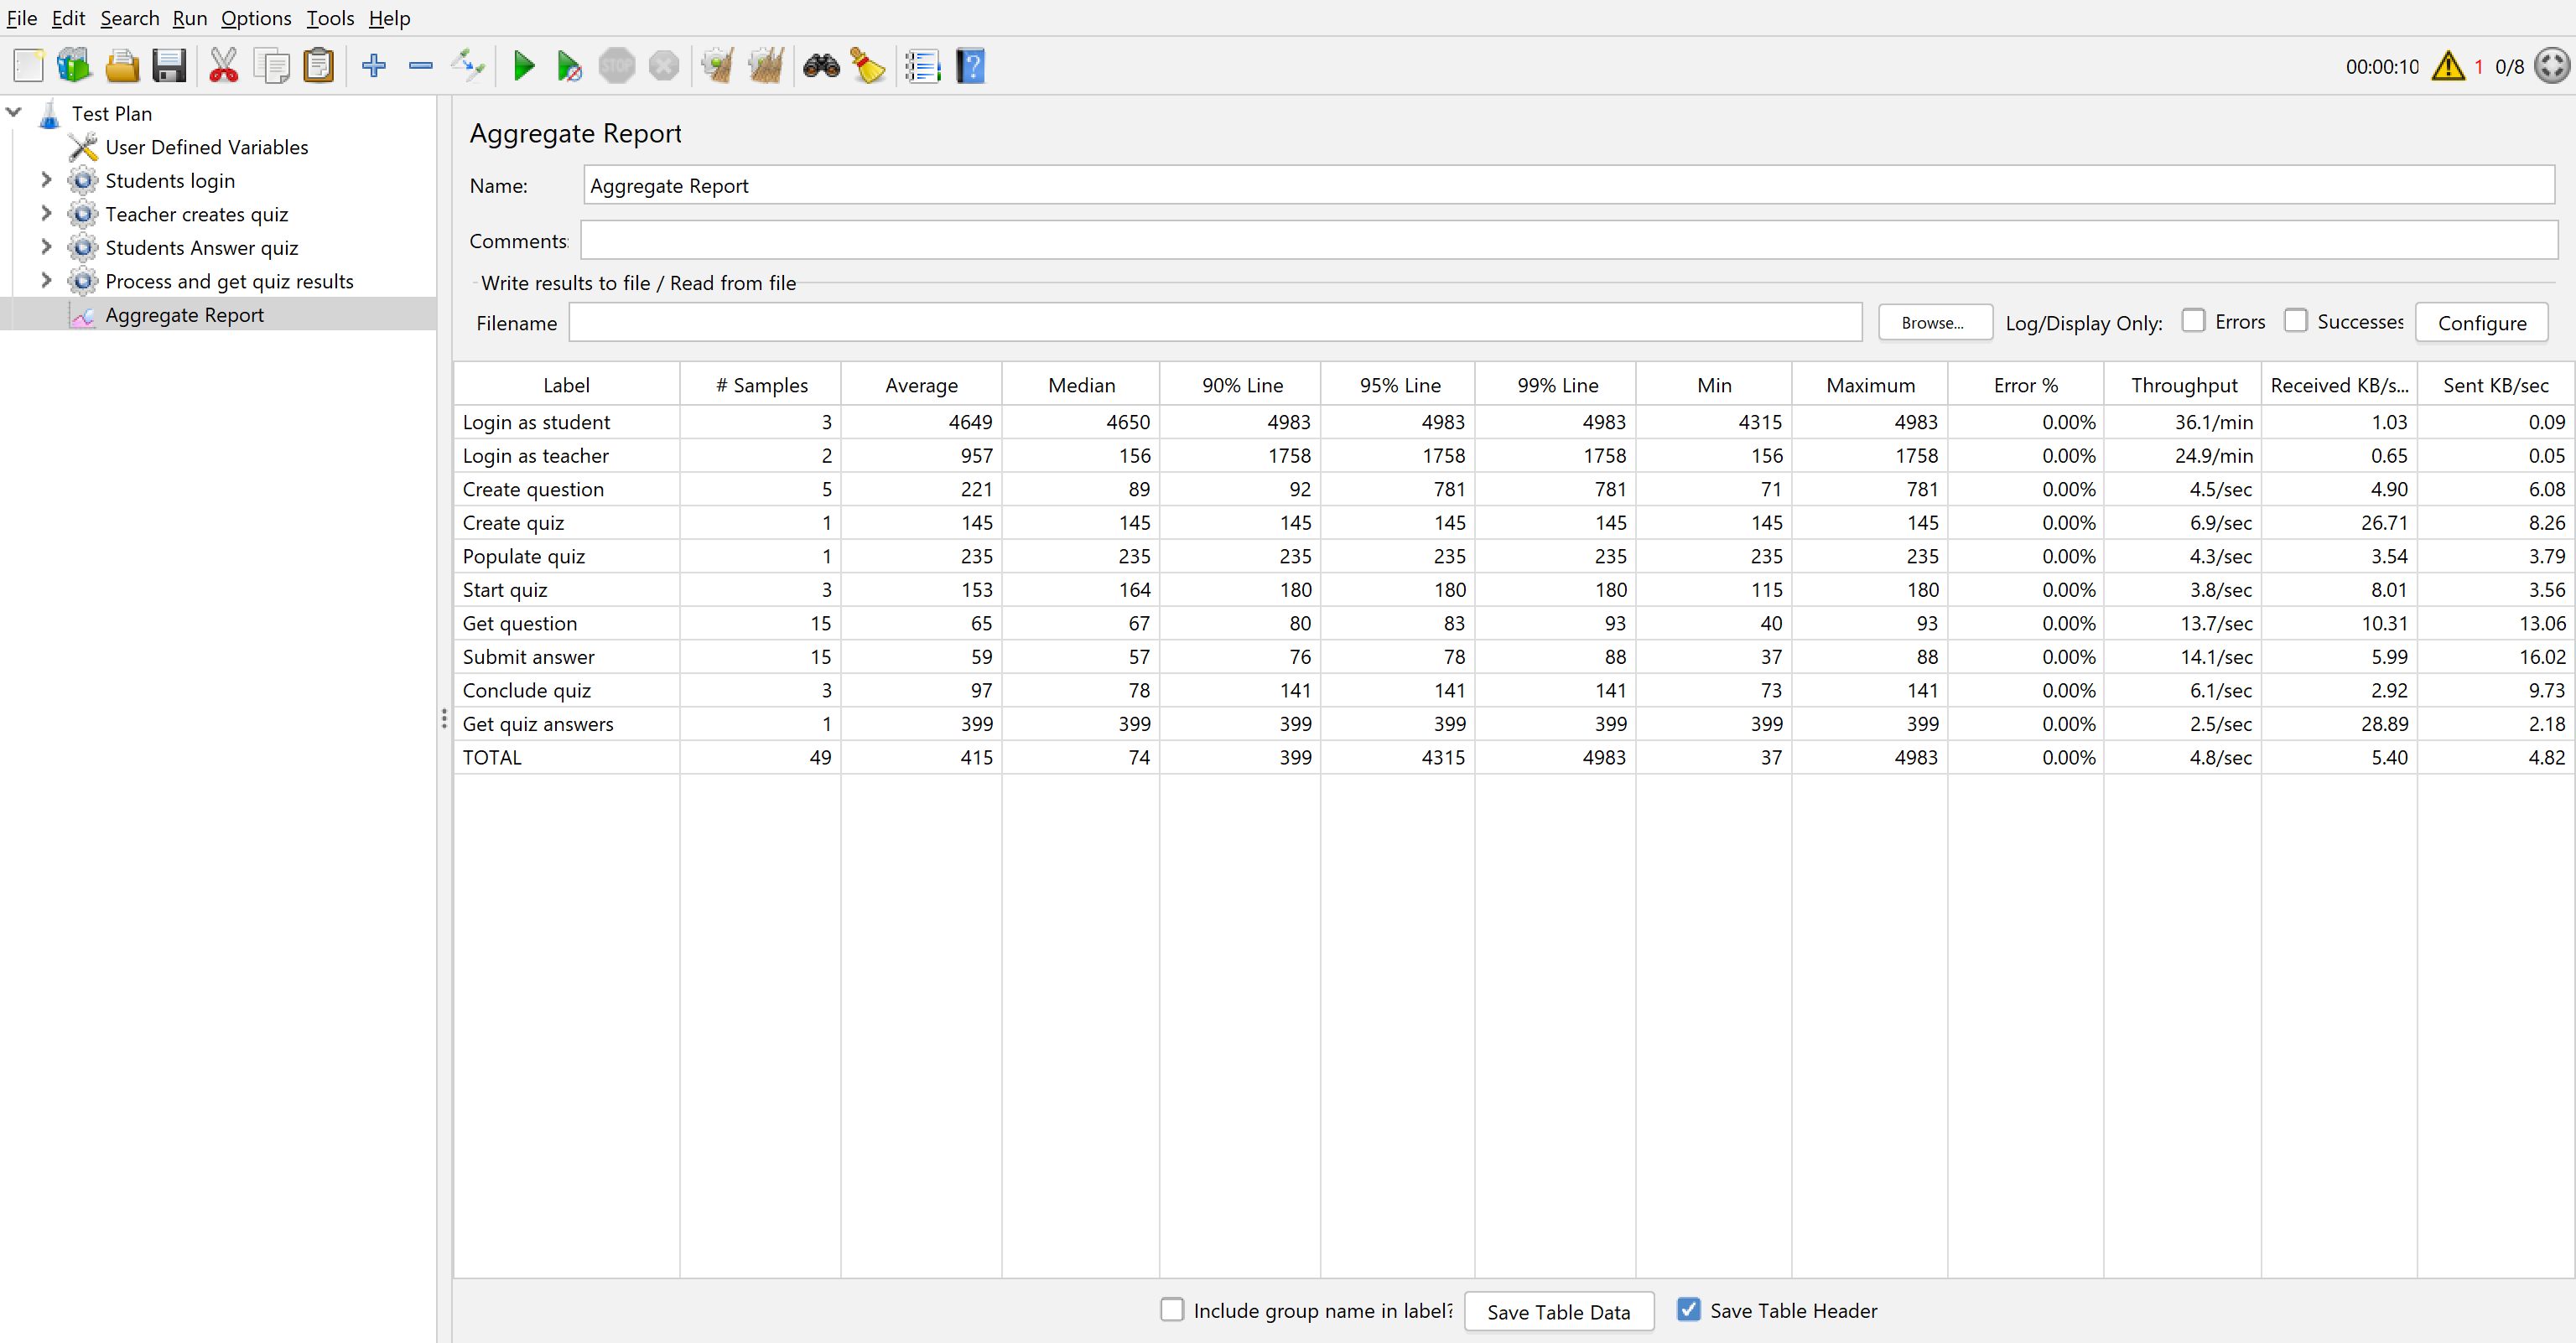 File Edit Search Run Options Tools Help
STOP ? 00:00:10 ! 1 0/8
Test Plan
User Defined Variables
Students login
Teacher creates quiz
Students Answer quiz
Process and get quiz results
Aggregate Report
Aggregate Report
Name: Aggregate Report
Comments:
Write results to file / Read from file
Filename Browse... Log/Display Only: Errors Successes Configure
Label # Samples Average Median 90% Line 95% Line 99% Line Min Maximum Error % Throughput Received KB/s... Sent KB/sec
Login as student 3 4649 4650 4983 4983 4983 4315 4983 0.00% 36.1/min 1.03 0.09
Login as teacher 2 957 156 1758 1758 1758 156 1758 0.00% 24.9/min 0.65 0.05
Create question 5 221 89 92 781 781 71 781 0.00% 4.5/sec 4.90 6.08
Create quiz 1 145 145 145 145 145 145 145 0.00% 6.9/sec 26.71 8.26
Populate quiz 1 235 235 235 235 235 235 235 0.00% 4.3/sec 3.54 3.79
Start quiz 3 153 164 180 180 180 115 180 0.00% 3.8/sec 8.01 3.56
Get question 15 65 67 80 83 93 40 93 0.00% 13.7/sec 10.31 13.06
Submit answer 15 59 57 76 78 88 37 88 0.00% 14.1/sec 5.99 16.02
Conclude quiz 3 97 78 141 141 141 73 141 0.00% 6.1/sec 2.92 9.73
Get quiz answers 1 399 399 399 399 399 399 399 0.00% 2.5/sec 28.89 2.18
TOTAL 49 415 74 399 4315 4983 37 4983 0.00% 4.8/sec 5.40 4.82
Include group name in label? Save Table Data Save Table Header